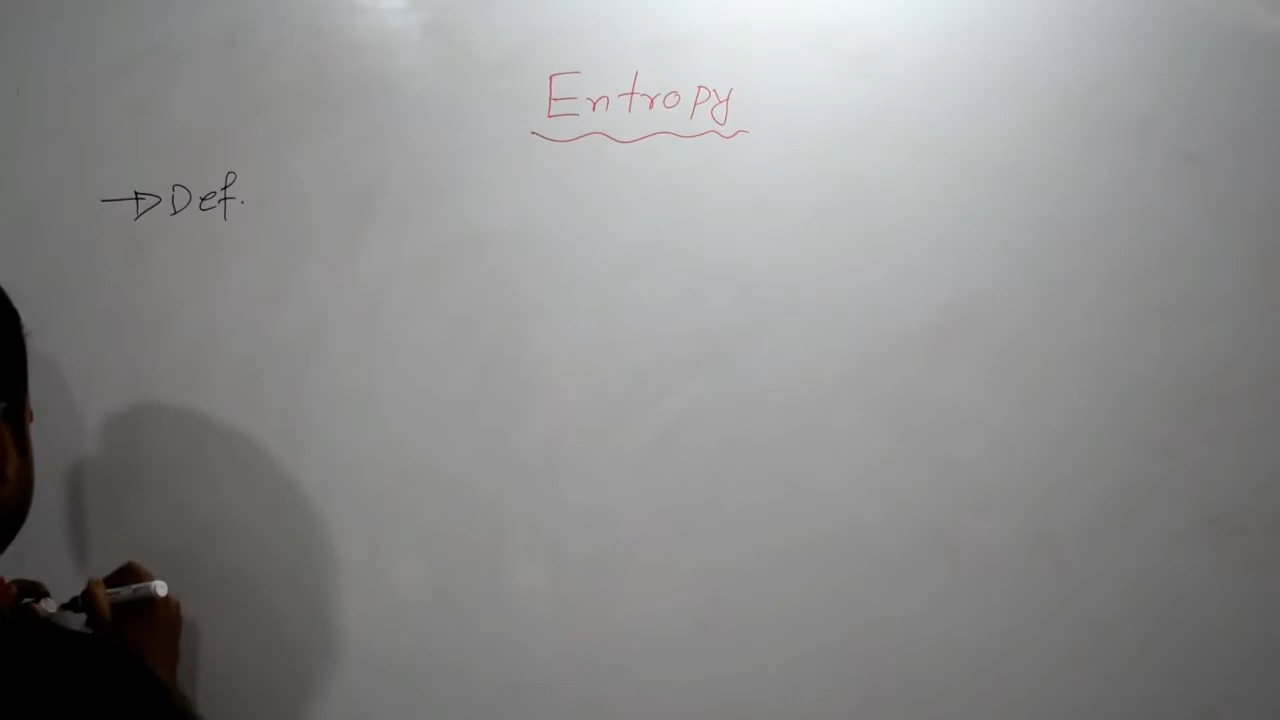 Entropy
→ Def.